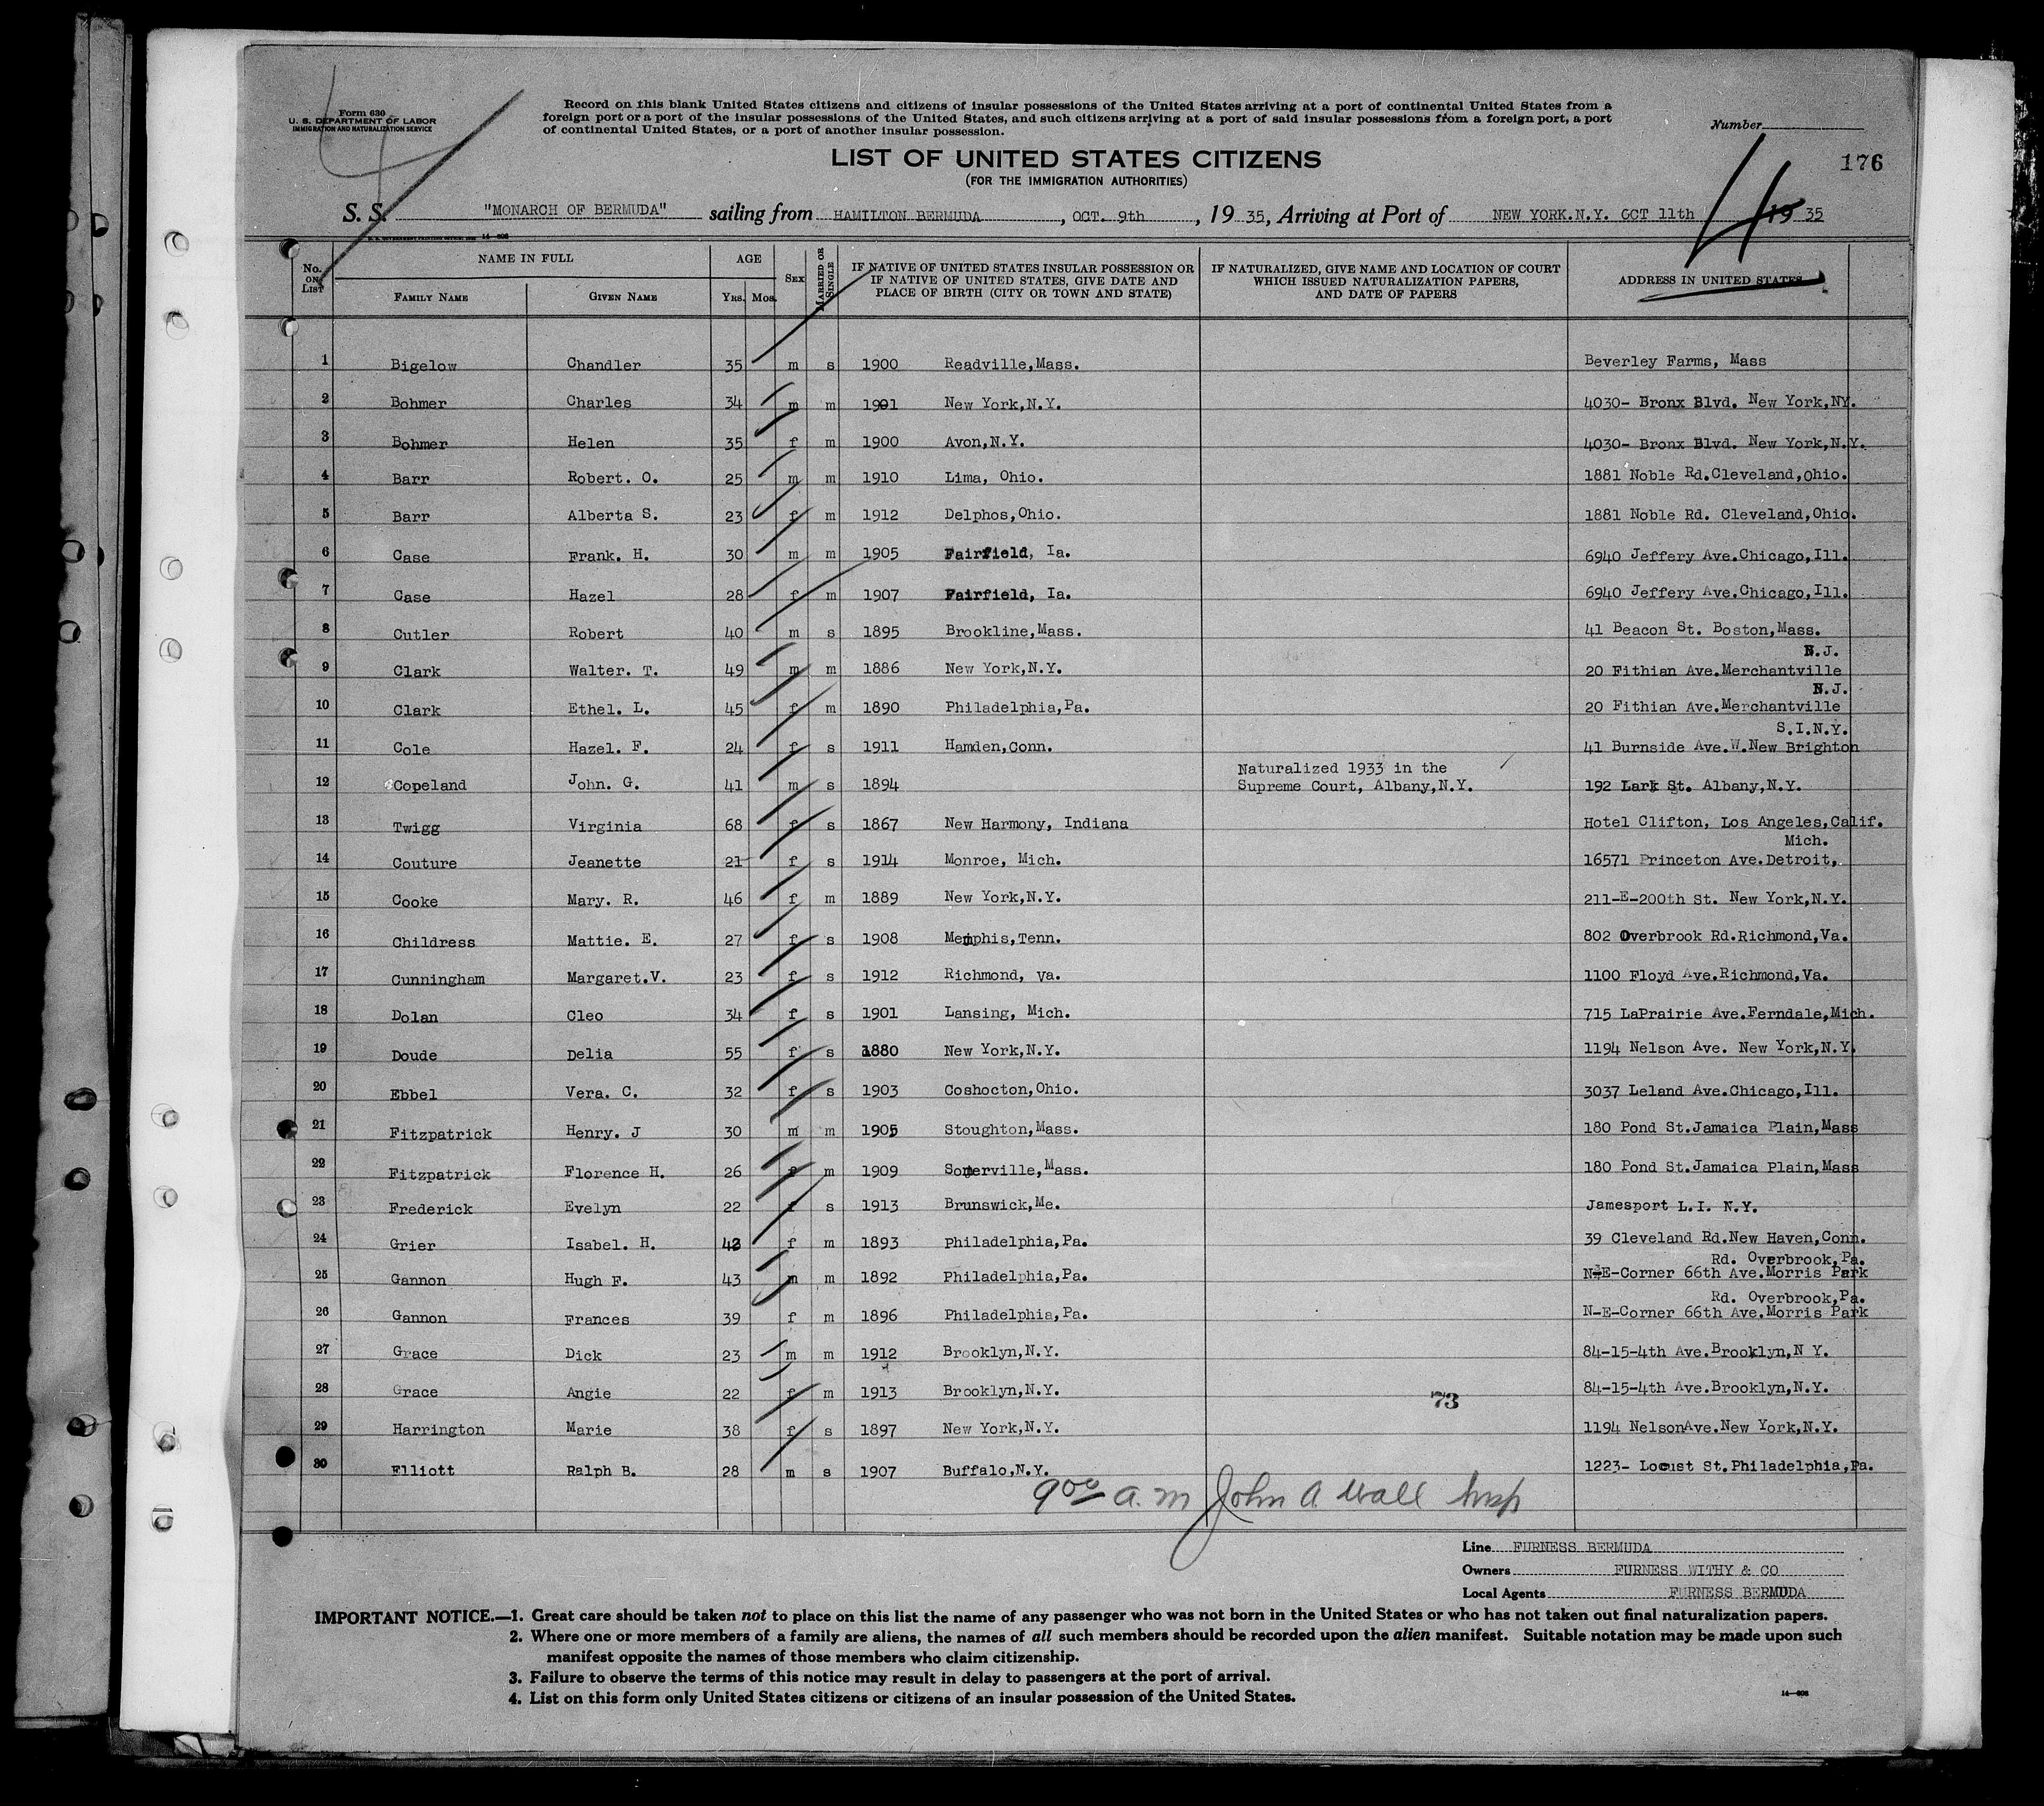 Form 630
U. S. DEPARTMENT OF LABOR
IMMIGRATION AND NATURALIZATION SERVICE
Record on this blank United States citizens and citizens of insular possessions of the United States arriving at a port of continental United States from a
foreign port or a port of the insular possessions of the United States, and such citizens arriving at a port of said insular possessions from a foreign port, a port
of continental United States, or a port of another insular possession.
Number
LIST OF UNITED STATES CITIZENS
(FOR THE IMMIGRATION AUTHORITIES)
176
4
S. S. "MONARCH OF BERMUDA" sailing from HAMILTON BERMUDA, OCT. 9th, 19 35, Arriving at Port of NEW YORK.N.Y. OCT 11th 19 35
No. on List NAME IN FULL AGE Sex Married or Single IF NATIVE OF UNITED STATES INSULAR POSSESSION OR IF NATIVE OF UNITED STATES, GIVE DATE AND PLACE OF BIRTH (CITY OR TOWN AND STATE) IF NATURALIZED, GIVE NAME AND LOCATION OF COURT WHICH ISSUED NATURALIZATION PAPERS, AND DATE OF PAPERS ADDRESS IN UNITED STATES
Family Name Given Name Yrs. Mos.
1 Bigelow Chandler 35 m s 1900 Readville,Mass. Beverley Farms, Mass
2 Bohmer Charles 34 m m 1901 New York,N.Y. 4030- Bronx Blvd. New York,NY.
3 Bohmer Helen 35 f m 1900 Avon,N.Y. 4030- Bronx Blvd. New York,N.Y.
4 Barr Robert. O. 25 m m 1910 Lima, Ohio. 1881 Noble Rd.Cleveland,Ohio.
5 Barr Alberta S. 23 f m 1912 Delphos,Ohio. 1881 Noble Rd. Cleveland,Ohio.
6 Case Frank. H. 30 m m 1905 Fairfield, Ia. 6940 Jeffery Ave.Chicago,Ill.
7 Case Hazel 28 f m 1907 Fairfield, Ia. 6940 Jeffery Ave.Chicago,Ill.
8 Cutler Robert 40 m s 1895 Brookline,Mass. 41 Beacon St. Boston,Mass.
N.J.
9 Clark Walter. T. 49 m m 1886 New York,N.Y. 20 Fithian Ave.Merchantville
N.J.
10 Clark Ethel. L. 45 f m 1890 Philadelphia,Pa. 20 Fithian Ave.Merchantville
S.I.N.Y.
11 Cole Hazel. F. 24 f s 1911 Hamden,Conn. 41 Burnside Ave.W.New Brighton
Naturalized 1933 in the
12 Copeland John. G. 41 m s 1894 Supreme Court, Albany,N.Y. 192 Lark St. Albany,N.Y.
13 Twigg Virginia 68 f s 1867 New Harmony, Indiana Hotel Clifton, Los Angeles,Calif.
Mich.
14 Couture Jeanette 21 f s 1914 Monroe, Mich. 16571 Princeton Ave.Detroit,
15 Cooke Mary. R. 46 f m 1889 New York,N.Y. 211-E-200th St. New York,N.Y.
16 Childress Mattie. E. 27 f s 1908 Memphis,Tenn. 802 Overbrook Rd.Richmond,Va.
17 Cunningham Margaret.V. 23 f s 1912 Richmond, Va. 1100 Floyd Ave.Richmond,Va.
18 Dolan Cleo 34 f s 1901 Lansing, Mich. 715 LaPrairie Ave.Ferndale,Mich.
19 Doude Delia 55 f s 1880 New York,N.Y. 1194 Nelson Ave. New York,N.Y.
20 Ebbel Vera. C. 32 f s 1903 Coshocton,Ohio. 3037 Leland Ave.Chicago,Ill.
21 Fitzpatrick Henry. J 30 m m 1905 Stoughton,Mass. 180 Pond St.Jamaica Plain,Mass
22 Fitzpatrick Florence H. 26 f m 1909 Somerville,Mass. 180 Pond St.Jamaica Plain,Mass
23 Frederick Evelyn 22 f s 1913 Brunswick,Me. Jamesport L.I. N.Y.
24 Grier Isabel. H. 42 f m 1893 Philadelphia,Pa. 39 Cleveland Rd.New Haven,Conn.
Rd. Overbrook,Pa.
25 Gannon Hugh F. 43 m m 1892 Philadelphia,Pa. N-E-Corner 66th Ave.Morris Park
Rd. Overbrook,Pa.
26 Gannon Frances 39 f m 1896 Philadelphia,Pa. N-E-Corner 66th Ave.Morris Park
27 Grace Dick 23 m m 1912 Brooklyn,N.Y. 84-15-4th Ave.Brooklyn,N Y.
28 Grace Angie 22 f m 1913 Brooklyn,N.Y. 84-15-4th Ave.Brooklyn,N.Y.
73
29 Harrington Marie 38 f s 1897 New York,N.Y. 1194 NelsonAve.New York,N.Y.
30 Elliott Ralph B. 28 m s 1907 Buffalo,N.Y. 1223- Locust St.Philadelphia,Pa.
9 00 a.m John A Wall Insp
Line FURNESS BERMUDA
Owners FURNESS WITHY & CO
Local Agents FURNESS BERMUDA
IMPORTANT NOTICE.—1. Great care should be taken not to place on this list the name of any passenger who was not born in the United States or who has not taken out final naturalization papers.
2. Where one or more members of a family are aliens, the names of all such members should be recorded upon the alien manifest. Suitable notation may be made upon such
manifest opposite the names of those members who claim citizenship.
3. Failure to observe the terms of this notice may result in delay to passengers at the port of arrival.
4. List on this form only United States citizens or citizens of an insular possession of the United States.